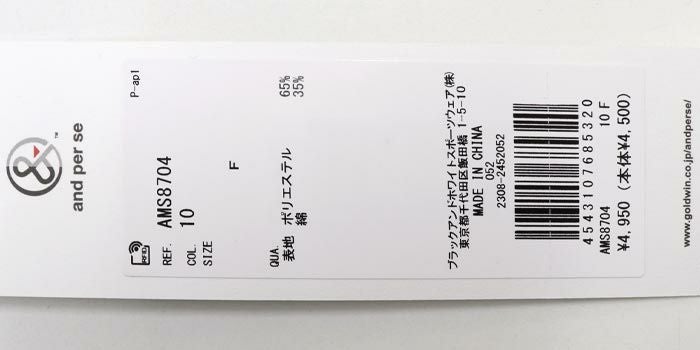 and per se
™
P-apl
RFID
REF. AMS8704
COL. 10
SIZE F
QUA.
表地 ポリエステル 65%
綿 35%
ブラックアンドホワイトスポーツウェア(株)
東京都千代田区飯田橋 1-5-10
MADE IN CHINA
052
2308-2452052
4543107685320
AMS8704 10 F
¥4,950 (本体¥4,500)
www.goldwin.co.jp/andperse/